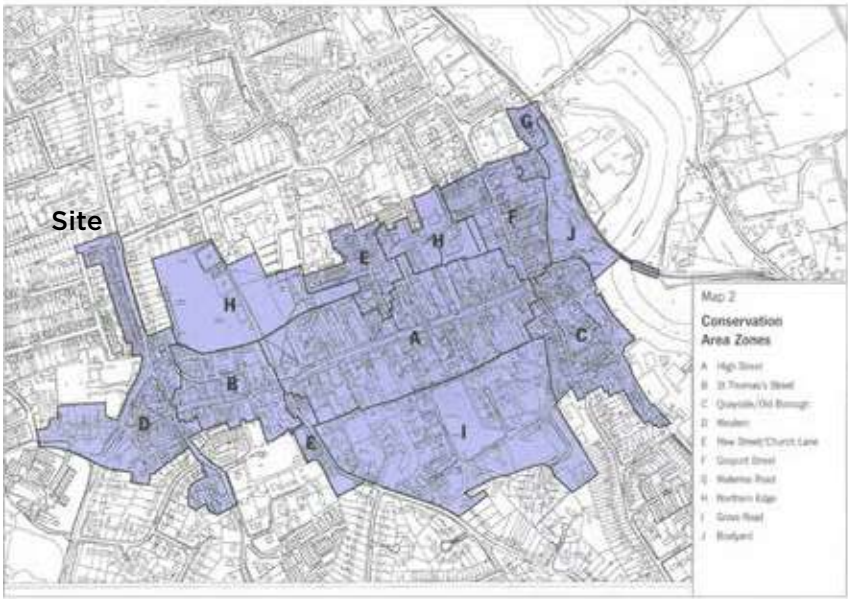 G
Site
F
H
J
E
H
A
C
B
D
E
I
Map 2
Conservation
Area Zones
A High Street
B St Thomas's Street
C Quayside/Old Borough
D
E New Street/Church Lane
F Gosport Street
G Waterloo Road
H Northern Edge
I Grove Road
J Boatyard